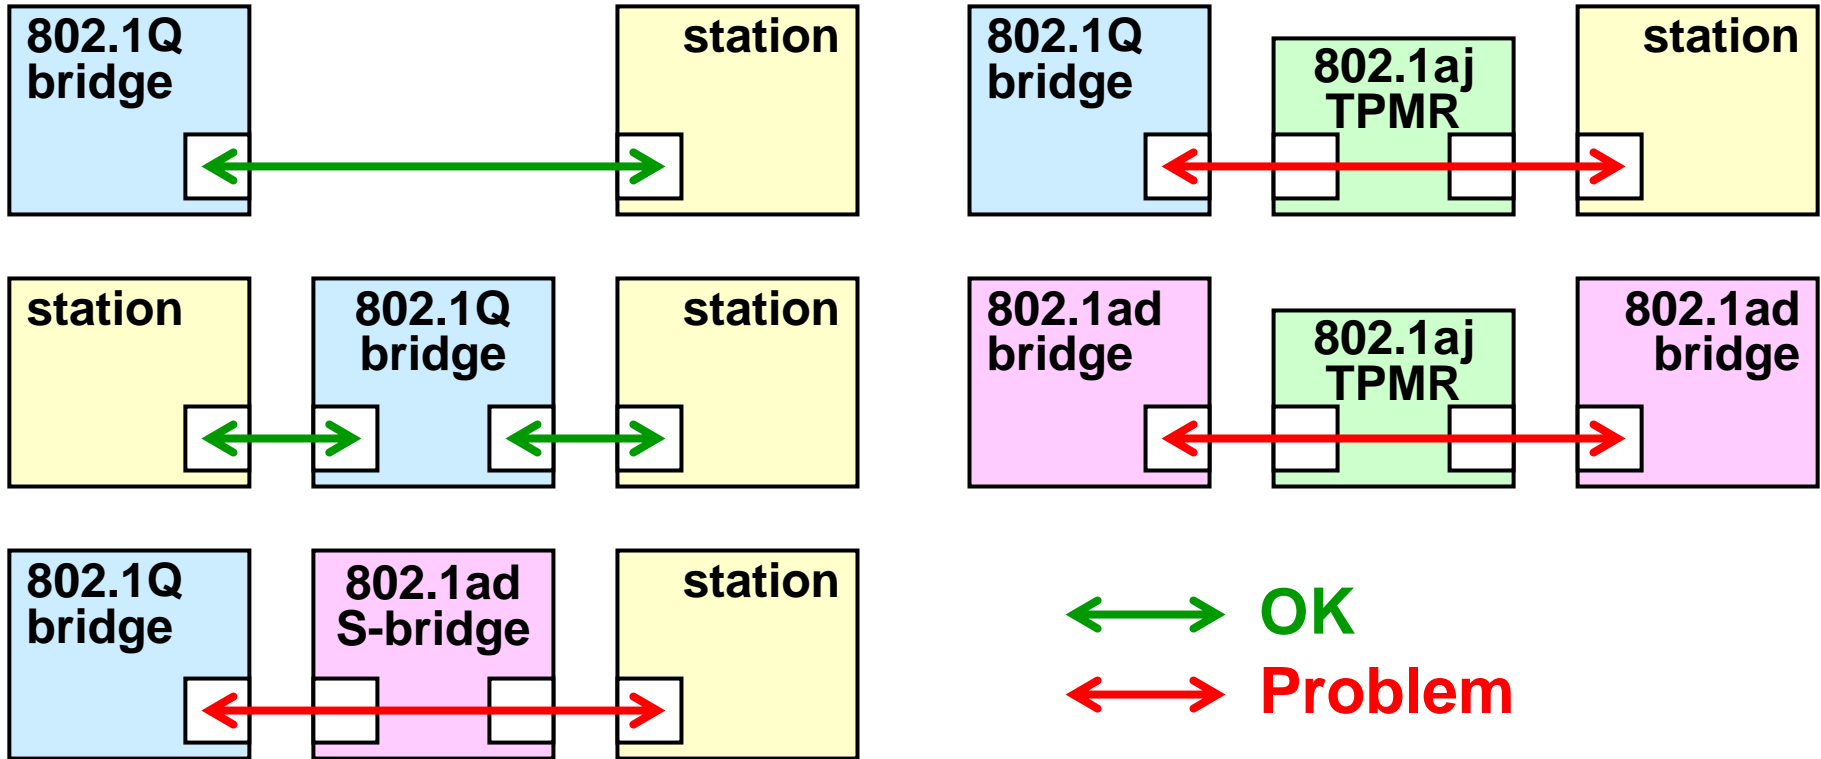 802.1Q
bridge
station
802.1Q
bridge
802.1aj
TPMR
station
station
802.1Q
bridge
station
802.1ad
bridge
802.1aj
TPMR
802.1ad
bridge
802.1Q
bridge
802.1ad
S-bridge
station
OK
Problem